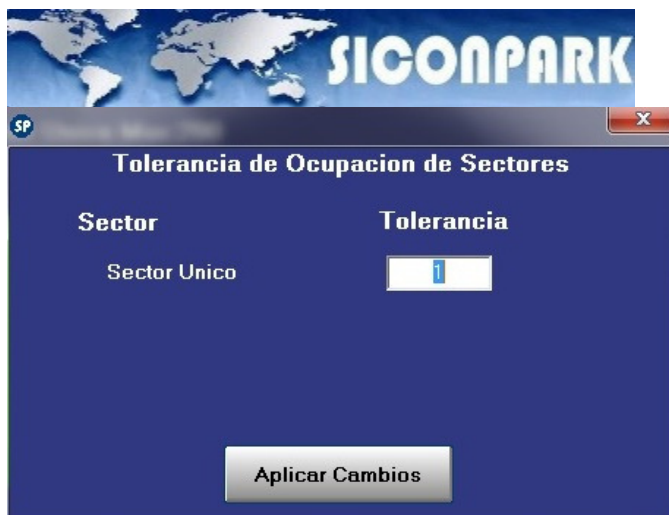 SICONPARK
SP
Tolerancia de Ocupacion de Sectores
Sector Tolerancia
Sector Unico 1
Aplicar Cambios